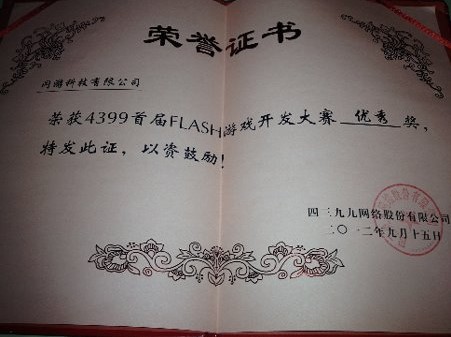 荣誉证书
闪游科技有限公司
荣获4399首届FLASH游戏开发大赛 优秀 奖，
特发此证，以资鼓励！
四三九九网络股份有限公司
二〇一二年九月十五日